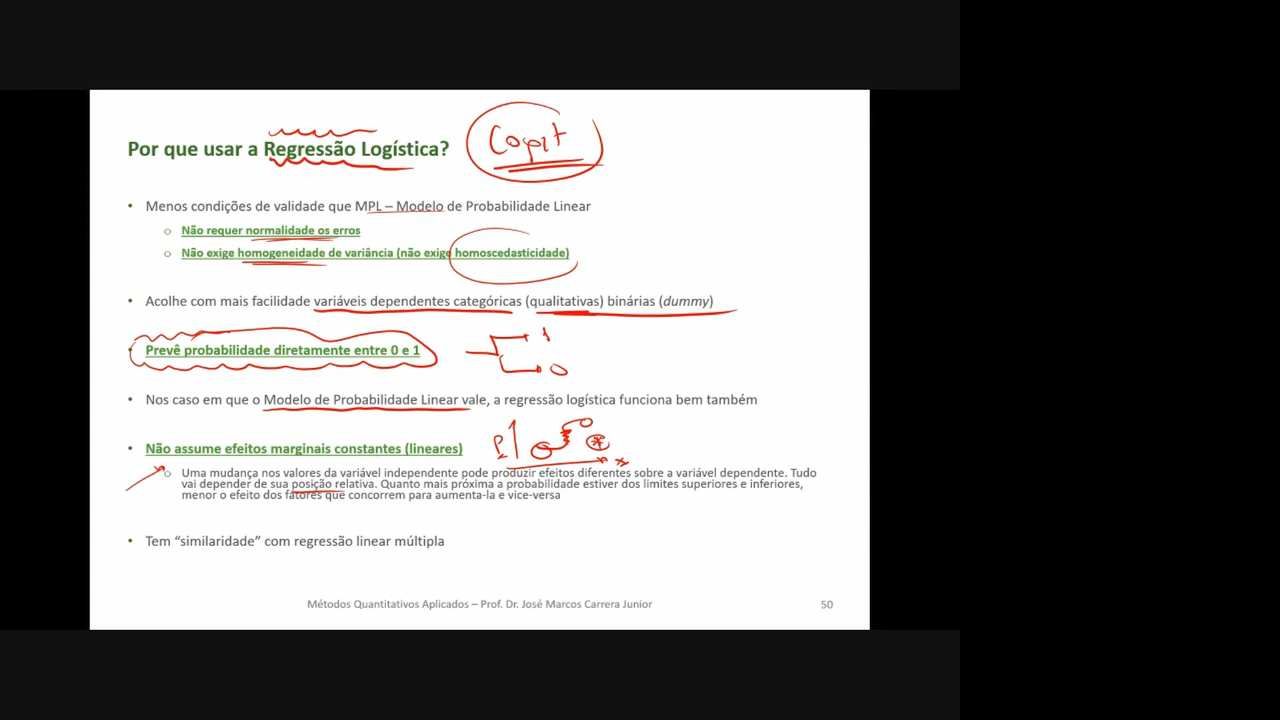 Por que usar a Regressão Logística?
Menos condições de validade que MPL – Modelo de Probabilidade Linear
Não requer normalidade os erros
Não exige homogeneidade de variância (não exige homoscedasticidade)
Acolhe com mais facilidade variáveis dependentes categóricas (qualitativas) binárias (dummy)
1
Prevê probabilidade diretamente entre 0 e 1
0
Nos caso em que o Modelo de Probabilidade Linear vale, a regressão logística funciona bem também
Não assume efeitos marginais constantes (lineares)
Uma mudança nos valores da variável independente pode produzir efeitos diferentes sobre a variável dependente. Tudo
vai depender de sua posição relativa. Quanto mais próxima a probabilidade estiver dos limites superiores e inferiores,
menor o efeito dos fatores que concorrem para aumenta-la e vice-versa
Tem “similaridade” com regressão linear múltipla
Métodos Quantitativos Aplicados – Prof. Dr. José Marcos Carrera Junior
50